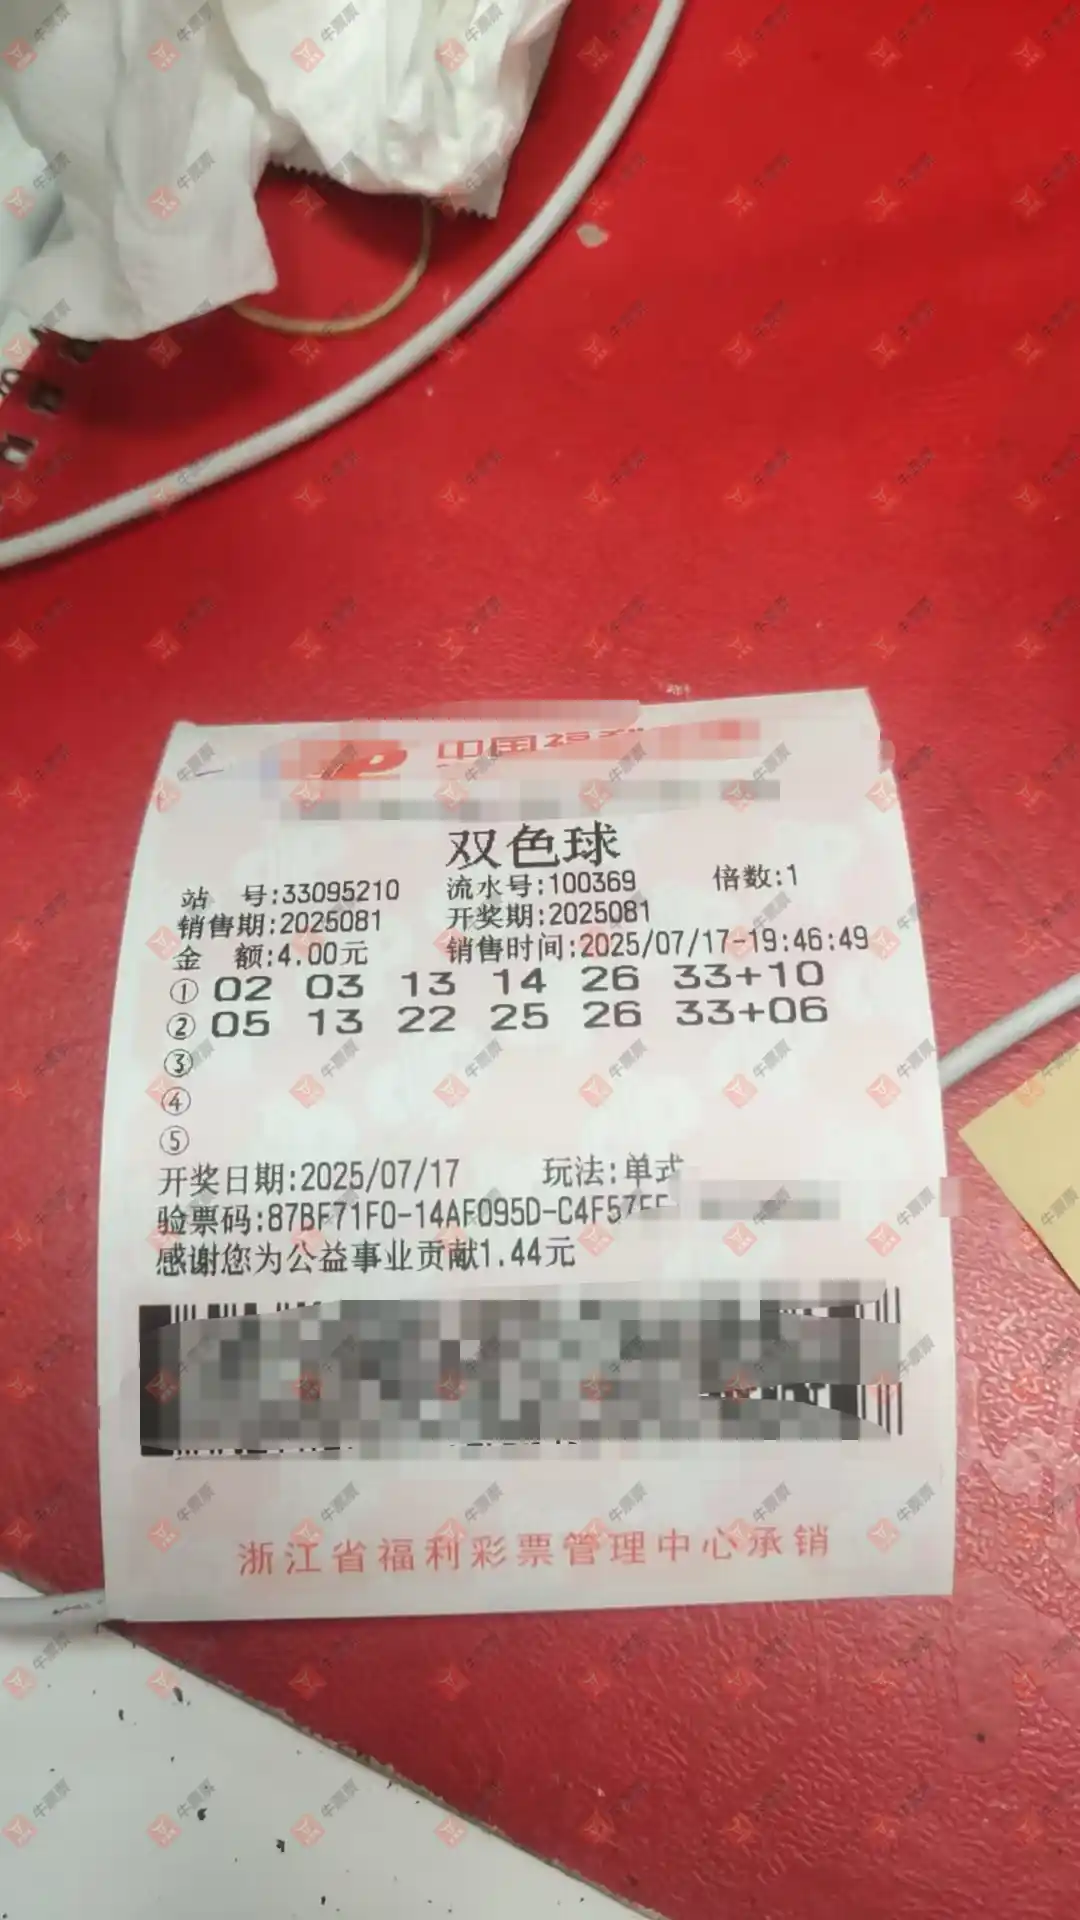 中国福利
双色球
站 号:33095210 流水号:100369 倍数:1
销售期:2025081 开奖期:2025081
金 额:4.00元 销售时间:2025/07/17-19:46:49
① 02 03 13 14 26 33+10
② 05 13 22 25 26 33+06
③
④
⑤
开奖日期:2025/07/17 玩法:单式
验票码:87BF71F0-14AF095D-C4F57
感谢您为公益事业贡献1.44元
浙江省福利彩票管理中心承销
牛票票